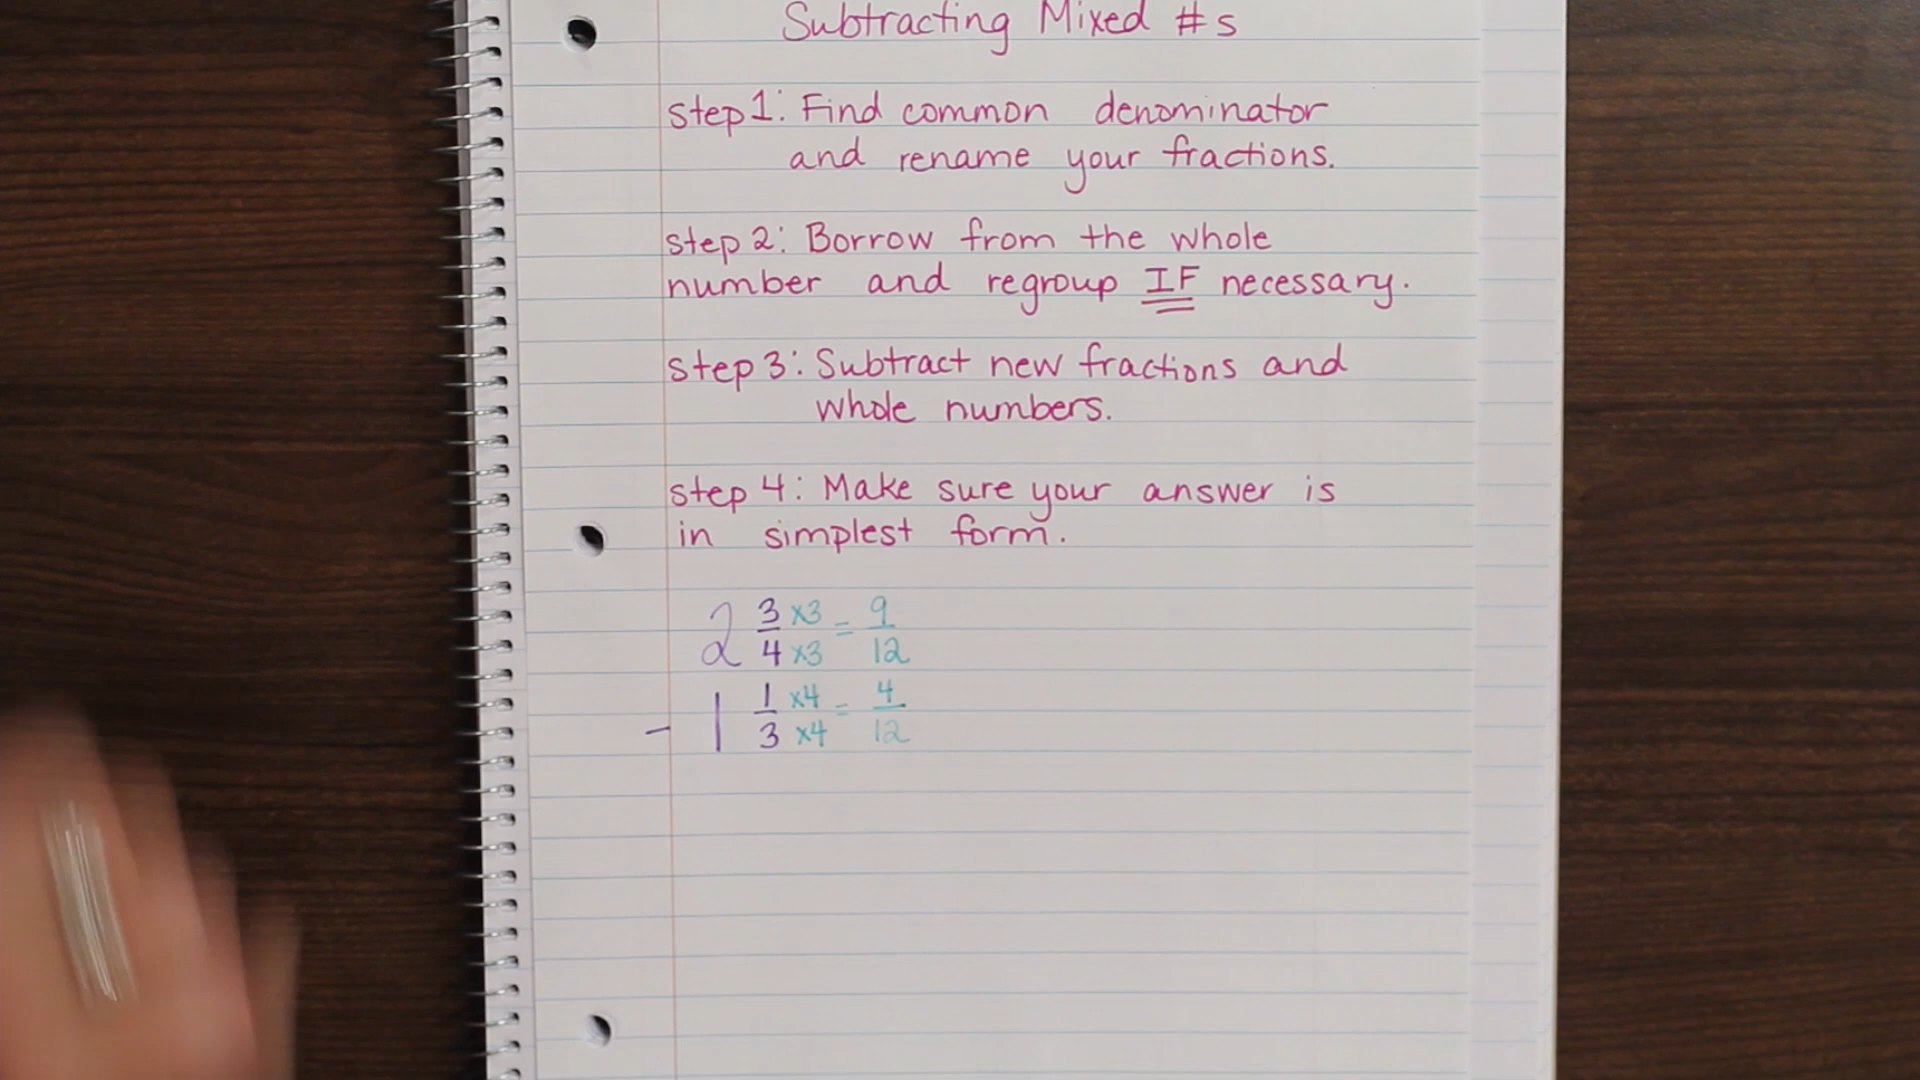 Subtracting Mixed #s
step 1: Find common denominator
and rename your fractions.
step 2: Borrow from the whole
number and regroup IF necessary.
step 3: Subtract new fractions and
whole numbers.
step 4: Make sure your answer is
in simplest form.
2 3/4 x3/x3 = 9/12
- 1 1/3 x4/x4 = 4/12